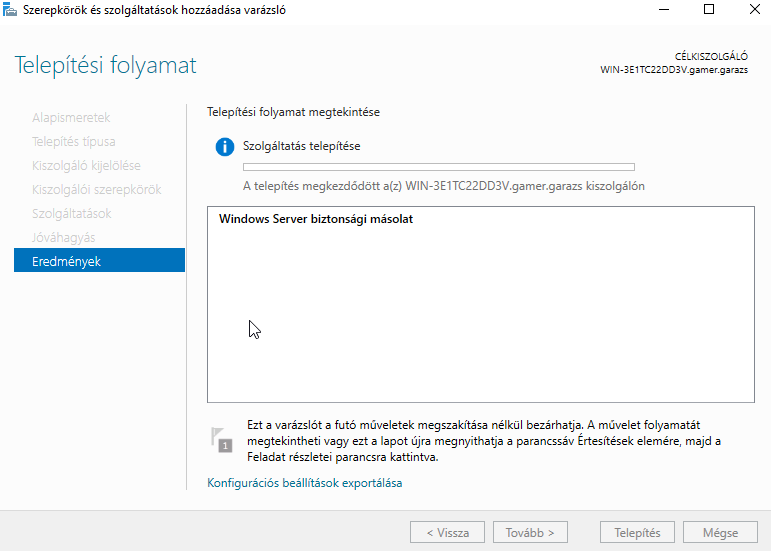 Szerepkörök és szolgáltatások hozzáadása varázsló
Telepítési folyamat
CÉLKISZOLGÁLÓ
WIN-3E1TC22DD3V.gamer.garazs
Alapismeretek
Telepítés típusa
Kiszolgáló kijelölése
Kiszolgálói szerepkörök
Szolgáltatások
Jóváhagyás
Eredmények
Telepítési folyamat megtekintése
Szolgáltatás telepítése
A telepítés megkezdődött a(z) WIN-3E1TC22DD3V.gamer.garazs kiszolgálón
Windows Server biztonsági másolat
1
Ezt a varázslót a futó műveletek megszakítása nélkül bezárhatja. A művelet folyamatát
megtekintheti vagy ezt a lapot újra megnyithatja a parancssáv Értesítések elemére, majd a
Feladat részletei parancsra kattintva.
Konfigurációs beállítások exportálása
< Vissza
Tovább >
Telepítés
Mégse